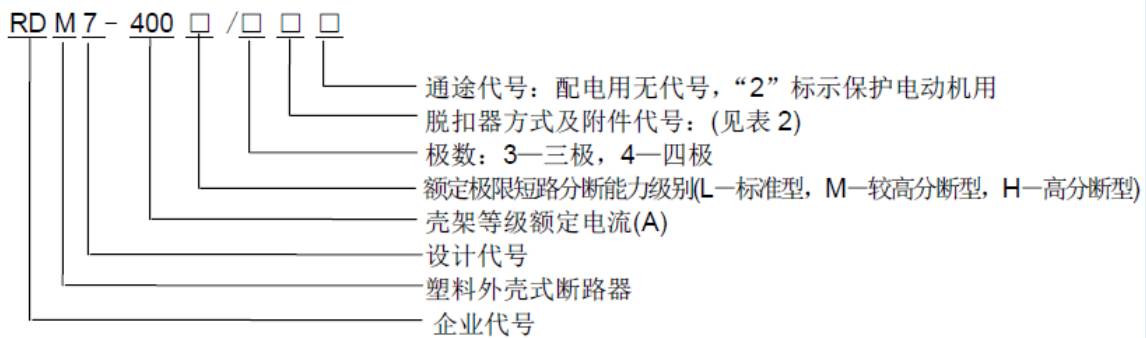 RD M 7 - 400 □ /□ □ □
通途代号：配电用无代号，“2”标示保护电动机用
脱扣器方式及附件代号：(见表 2)
极数：3—三极，4—四极
额定极限短路分断能力级别(L—标准型，M—较高分断型，H—高分断型)
壳架等级额定电流(A)
设计代号
塑料外壳式断路器
企业代号